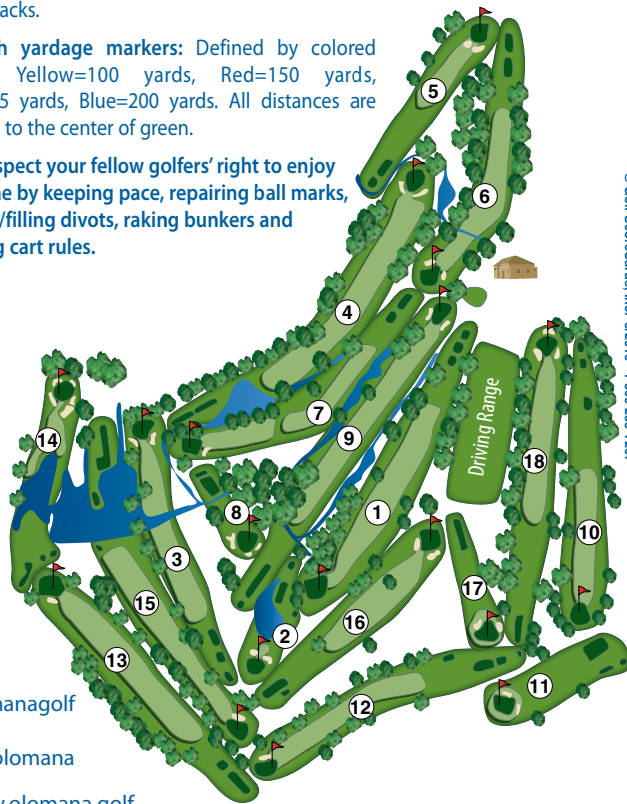 acks.
h yardage markers: Defined by colored
Yellow=100 yards, Red=150 yards,
5 yards, Blue=200 yards. All distances are
to the center of green.
spect your fellow golfers' right to enjoy
e by keeping pace, repairing ball marks,
/filling divots, raking bunkers and
g cart rules.
5
6
4
7
9
14
8
1
3
15
13
2
16
12
17
18
10
11
Driving Range
nanagolf
olomana
olomana golf